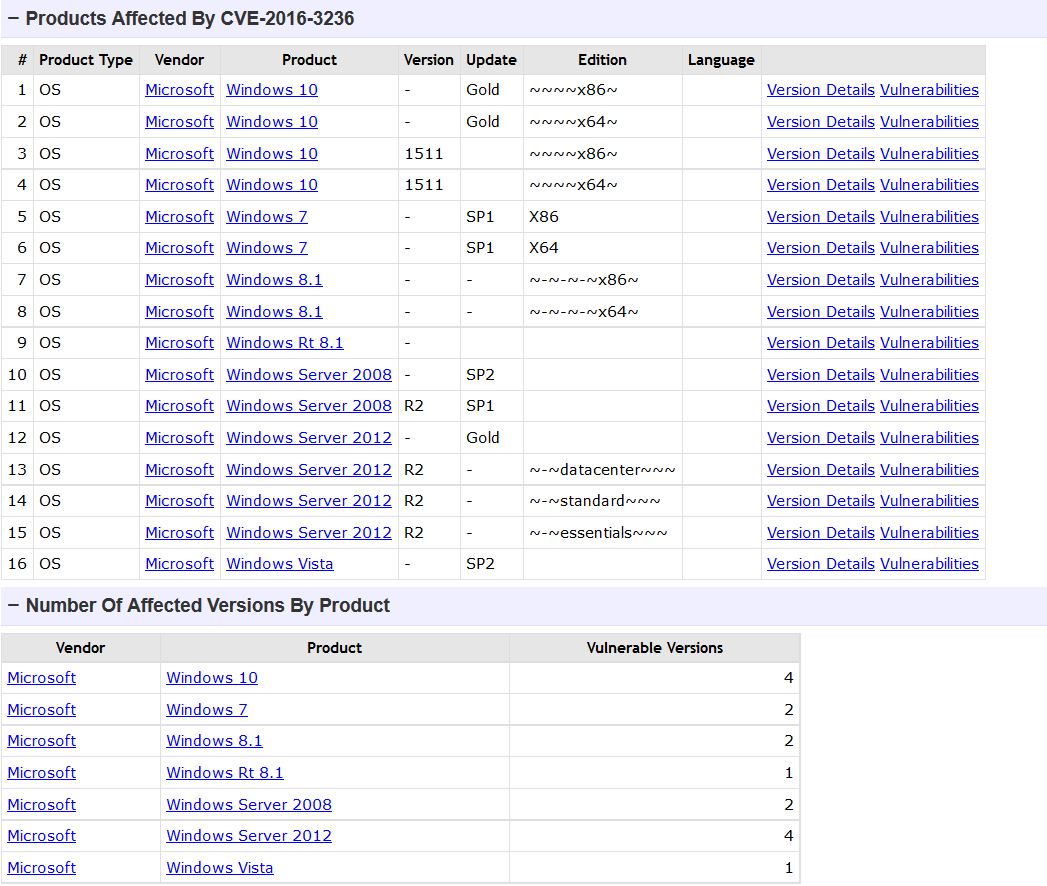 − Products Affected By CVE-2016-3236
# Product Type Vendor Product Version Update Edition Language
1 OS Microsoft Windows 10 - Gold ~~~~x86~ Version Details Vulnerabilities
2 OS Microsoft Windows 10 - Gold ~~~~x64~ Version Details Vulnerabilities
3 OS Microsoft Windows 10 1511 ~~~~x86~ Version Details Vulnerabilities
4 OS Microsoft Windows 10 1511 ~~~~x64~ Version Details Vulnerabilities
5 OS Microsoft Windows 7 - SP1 X86 Version Details Vulnerabilities
6 OS Microsoft Windows 7 - SP1 X64 Version Details Vulnerabilities
7 OS Microsoft Windows 8.1 - - ~-~-~-~x86~ Version Details Vulnerabilities
8 OS Microsoft Windows 8.1 - - ~-~-~-~x64~ Version Details Vulnerabilities
9 OS Microsoft Windows Rt 8.1 - Version Details Vulnerabilities
10 OS Microsoft Windows Server 2008 - SP2 Version Details Vulnerabilities
11 OS Microsoft Windows Server 2008 R2 SP1 Version Details Vulnerabilities
12 OS Microsoft Windows Server 2012 - Gold Version Details Vulnerabilities
13 OS Microsoft Windows Server 2012 R2 - ~-~datacenter~~~ Version Details Vulnerabilities
14 OS Microsoft Windows Server 2012 R2 - ~-~standard~~~ Version Details Vulnerabilities
15 OS Microsoft Windows Server 2012 R2 - ~-~essentials~~~ Version Details Vulnerabilities
16 OS Microsoft Windows Vista - SP2 Version Details Vulnerabilities
− Number Of Affected Versions By Product
Vendor Product Vulnerable Versions
Microsoft Windows 10 4
Microsoft Windows 7 2
Microsoft Windows 8.1 2
Microsoft Windows Rt 8.1 1
Microsoft Windows Server 2008 2
Microsoft Windows Server 2012 4
Microsoft Windows Vista 1